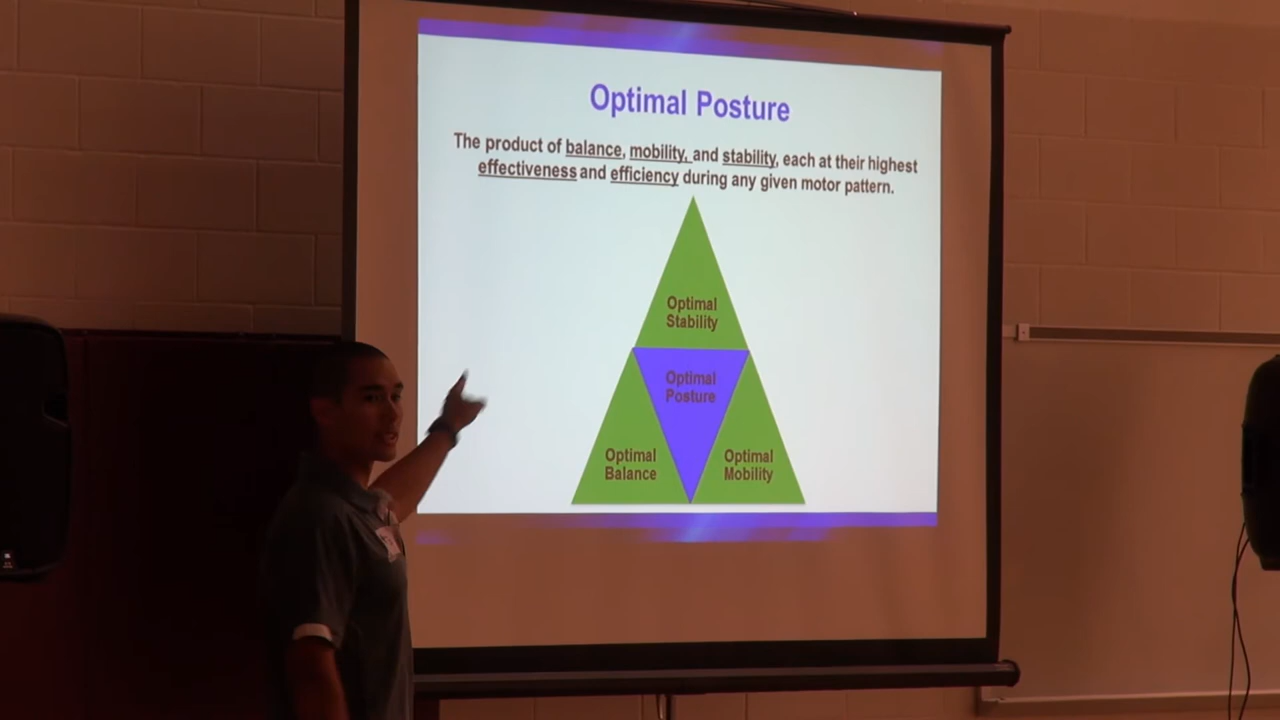 Optimal Posture
The product of balance, mobility, and stability, each at their highest
effectiveness and efficiency during any given motor pattern.
Optimal
Stability
Optimal
Posture
Optimal
Balance
Optimal
Mobility